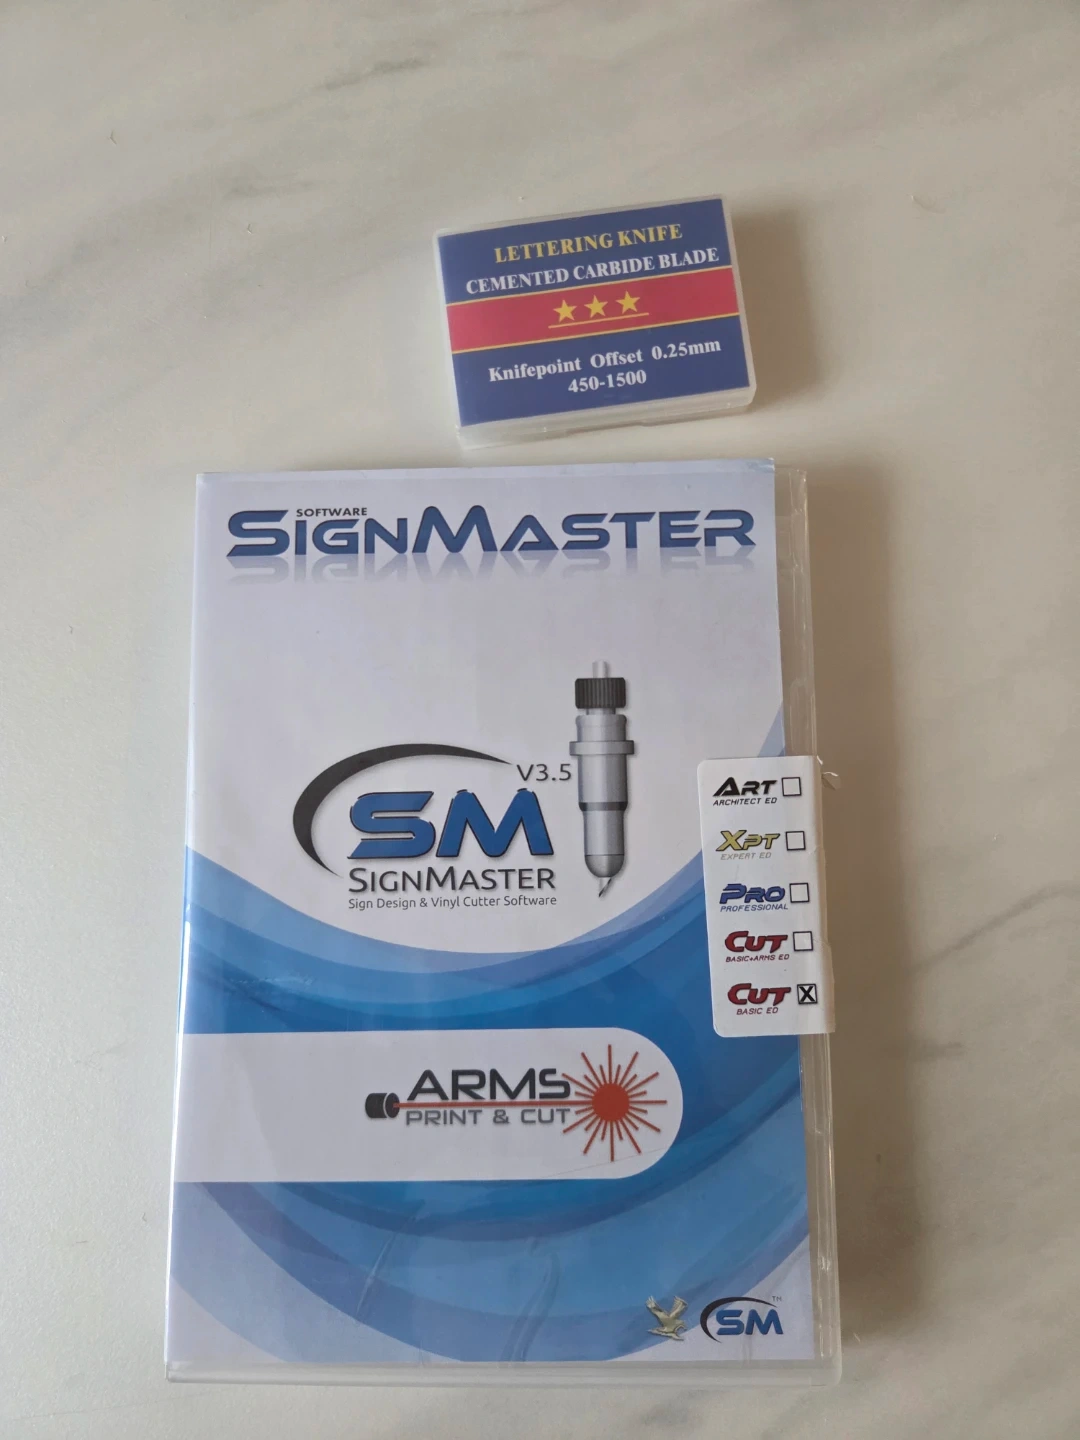 LETTERING KNIFE
CEMENTED CARBIDE BLADE
Knifepoint Offset 0.25mm
450-1500
SOFTWARE
SIGNMASTER
V3.5
SM
SIGNMASTER
Sign Design & Vinyl Cutter Software
ART
ARCHITECT ED
XPT
EXPERT ED
PRO
PROFESSIONAL
CUT
BASIC+ARMS ED
CUT X
BASIC ED
ARMS
PRINT & CUT
SM TM